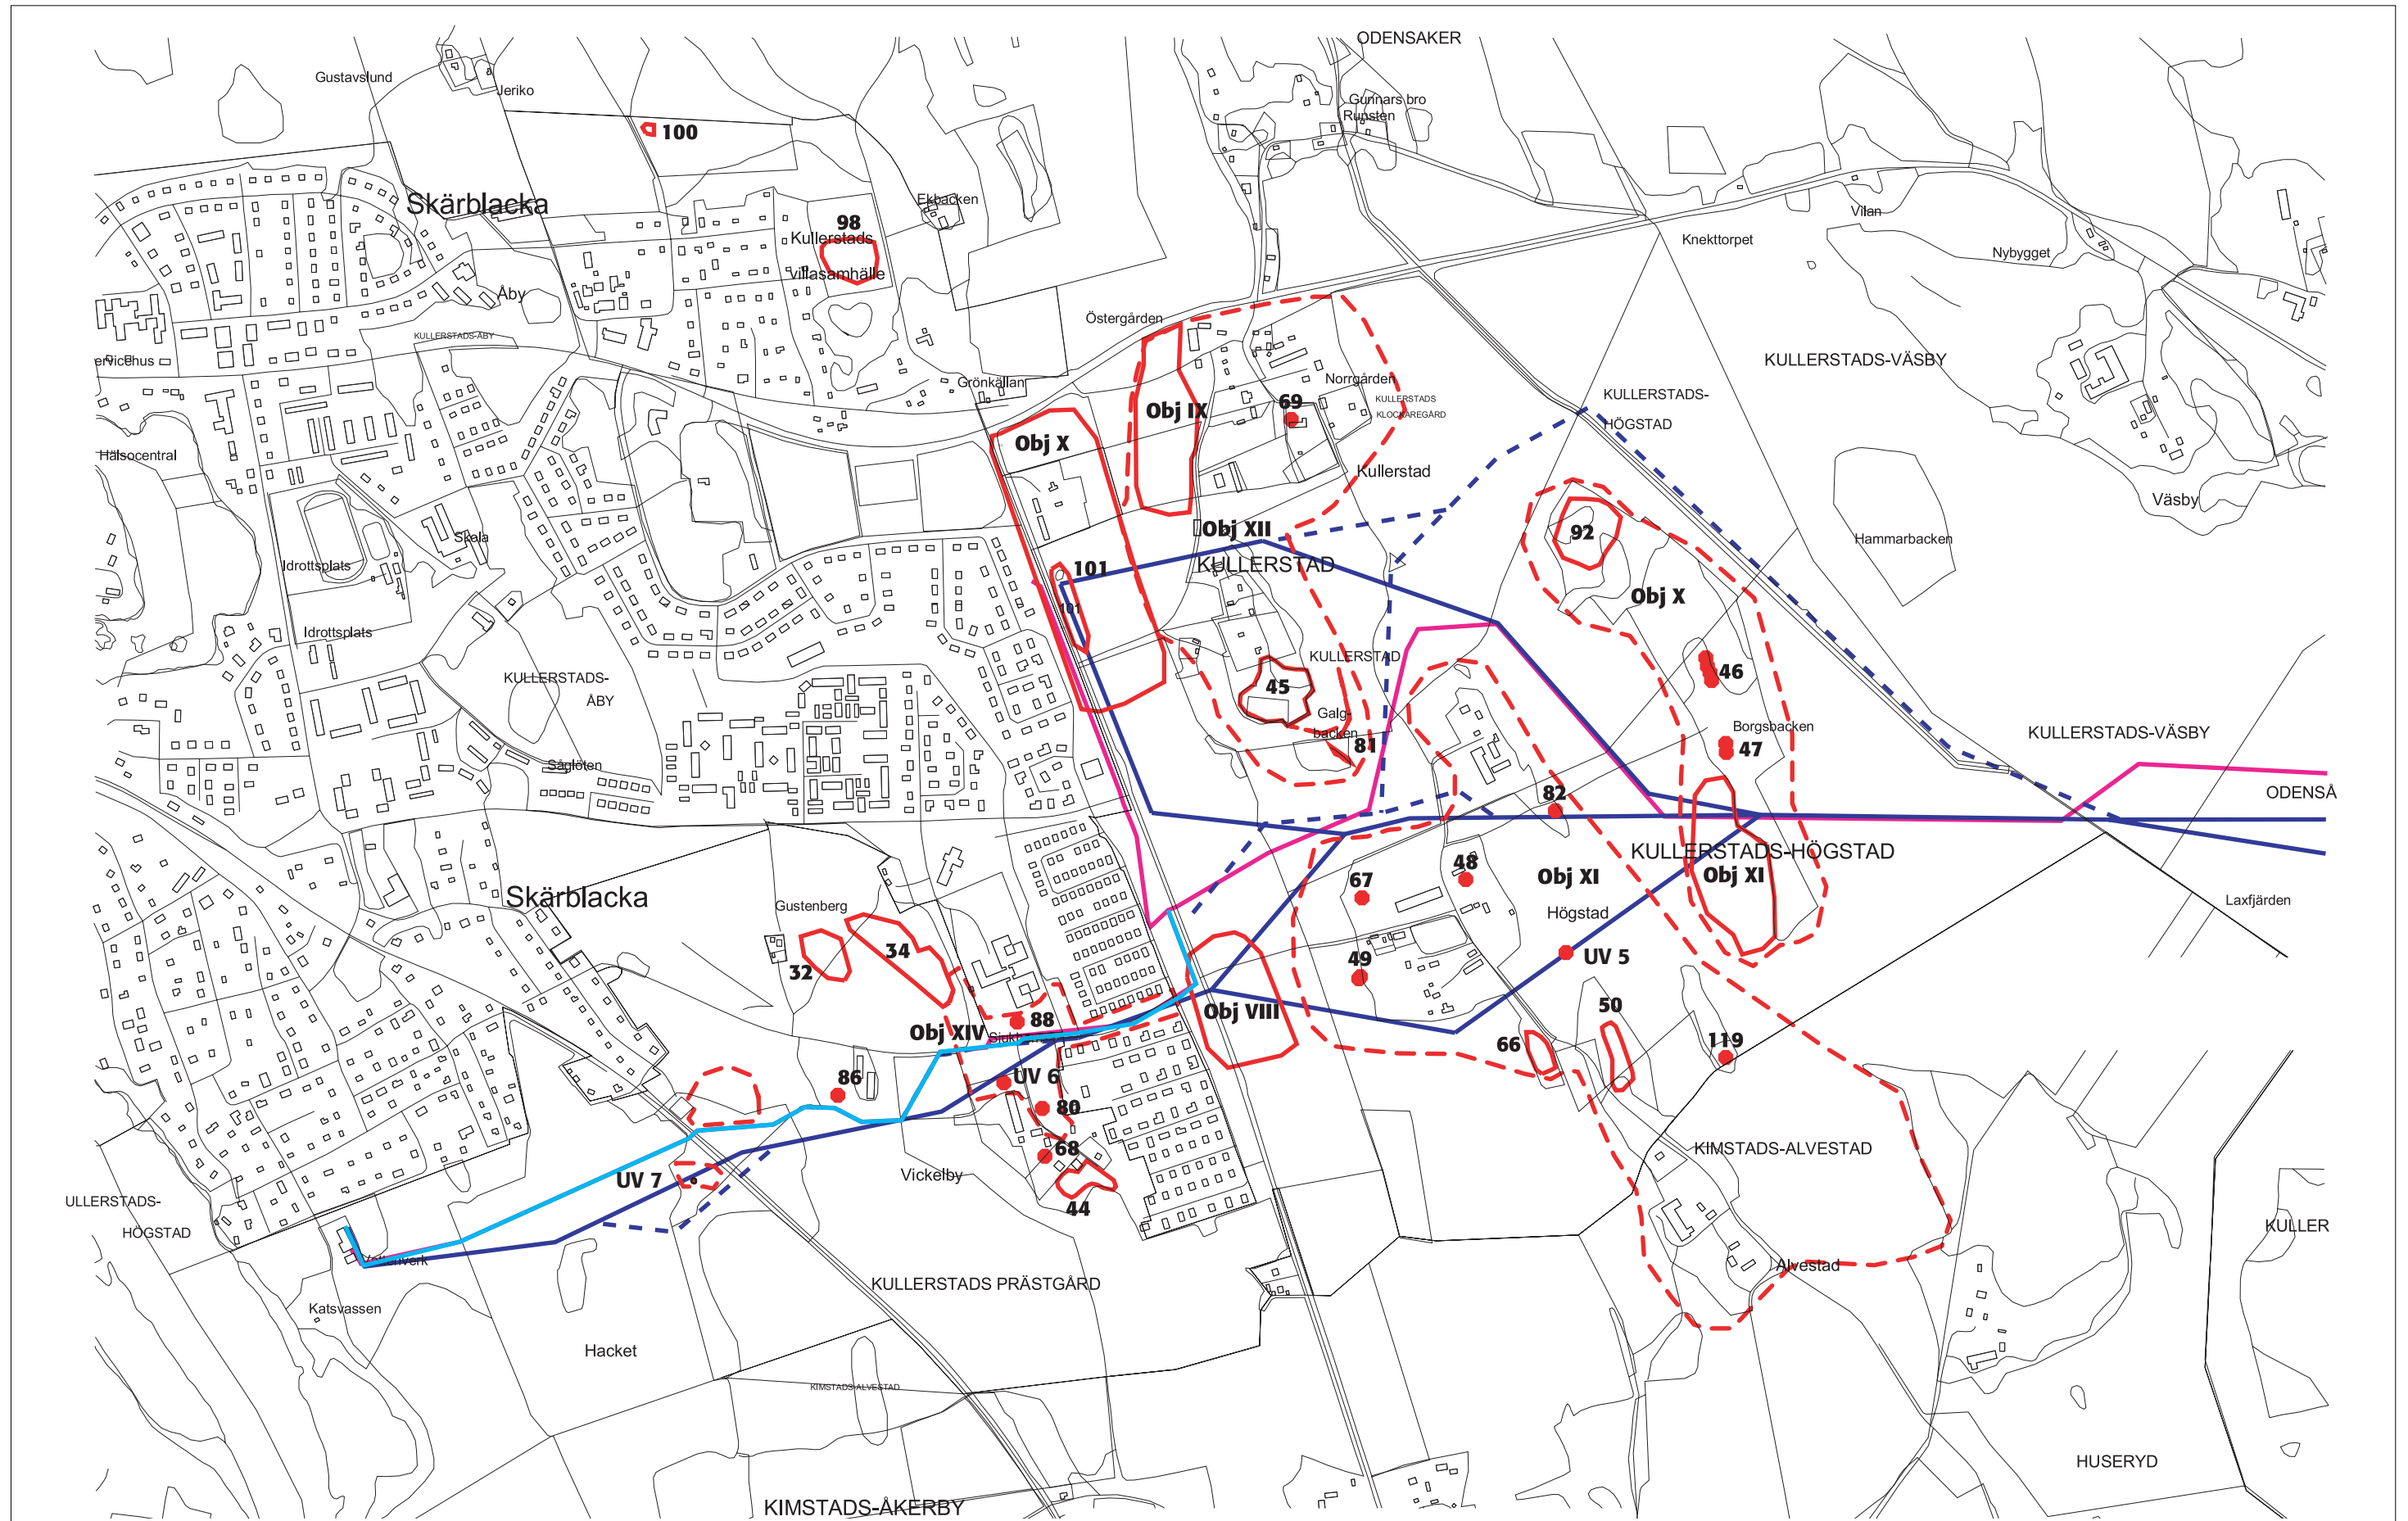 ODENSAKER
Gustavslund
Jeriko
Gunnars bro
Runsten
100
Skärblacka
Ekbacken
98
Kullerstads
villasamhälle
Vilan
Knekttorpet
Nybygget
Åby
Östergården
KULLERSTADS-ÅBY
ervicehus
KULLERSTADS-VÄSBY
Grönkällan
Norrgården
KULLERSTADS
KLOCKAREGÅRD
KULLERSTADS-
HÖGSTAD
69
Obj IX
Obj X
Hälsocentral
Kullerstad
Väsby
Obj XII
92
Skela
Hammarbacken
Idrottsplats
KULLERSTAD
101
Obj X
101
Idrottsplats
KULLERSTAD
KULLERSTADS-
ÅBY
45
46
Galg-
backen
Borgsbacken
KULLERSTADS-VÄSBY
81
47
Såglöten
82
ODENSÅ
KULLERSTADS-HÖGSTAD
48
Obj XI
Obj XI
67
Skärblacka
Gustenberg
Högstad
Laxfjärden
34
32
49
UV 5
Obj VIII
50
88
Obj XIV
66
119
86
UV 6
80
68
KIMSTADS-ALVESTAD
Vickelby
UV 7
44
ULLERSTADS-
HÖGSTAD
KULLER
Alvestad
KULLERSTADS PRÄSTGÅRD
Katsvassen
Hacket
KIMSTADS-ALVESTAD
HUSERYD
KIMSTADS-ÅKERBY